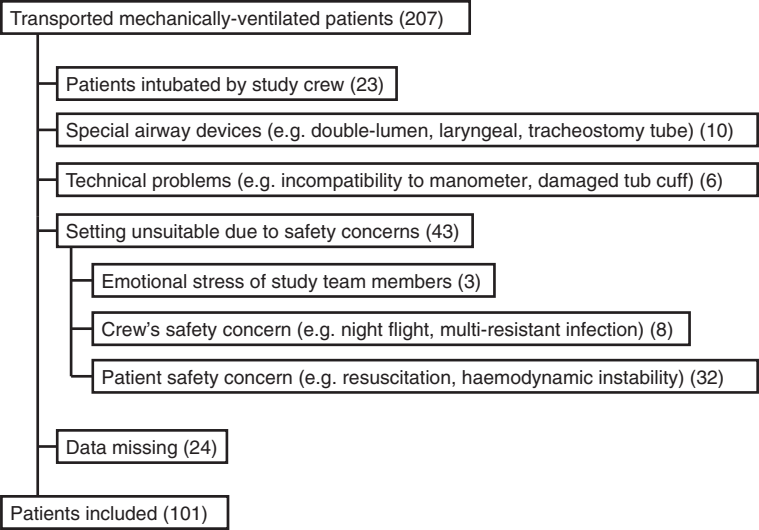 Transported mechanically-ventilated patients (207)
Patients intubated by study crew (23)
Special airway devices (e.g. double-lumen, laryngeal, tracheostomy tube) (10)
Technical problems (e.g. incompatibility to manometer, damaged tub cuff) (6)
Setting unsuitable due to safety concerns (43)
Emotional stress of study team members (3)
Crew's safety concern (e.g. night flight, multi-resistant infection) (8)
Patient safety concern (e.g. resuscitation, haemodynamic instability) (32)
Data missing (24)
Patients included (101)